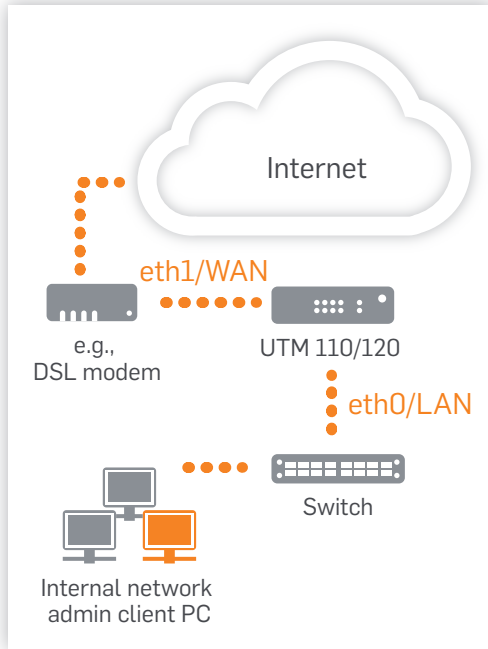 Internet
eth1/WAN
e.g.,
DSL modem
UTM 110/120
eth0/LAN
Switch
Internal network
admin client PC